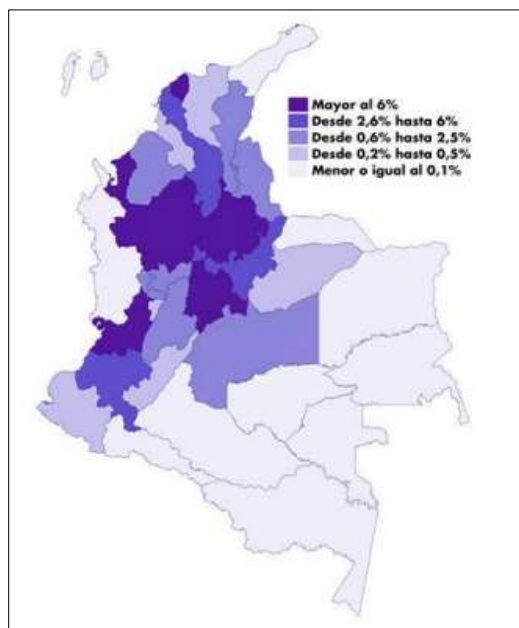 Mayor al 6%
Desde 2,6% hasta 6%
Desde 0,6% hasta 2,5%
Desde 0,2% hasta 0,5%
Menor o igual al 0,1%